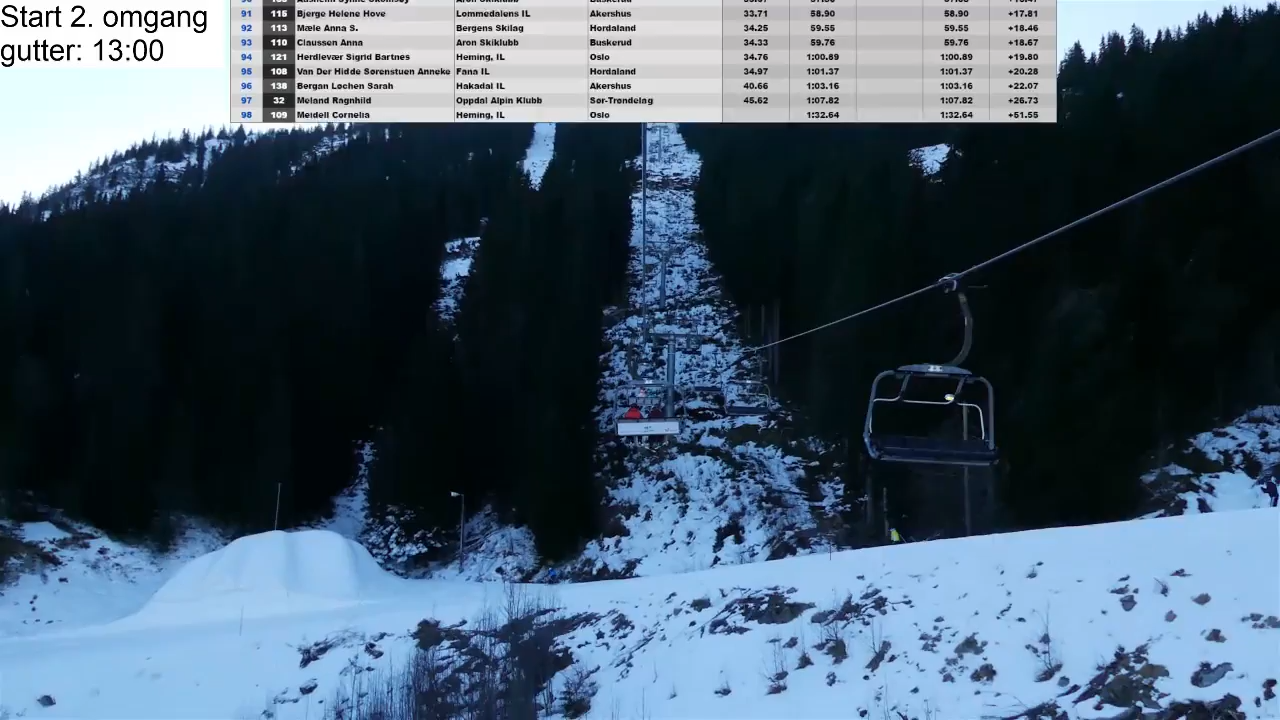 Start 2. omgang
gutter: 13:00
91 115 Bjerge Helene Hove Lommedalens IL Akershus 33.71 58.90 58.90 +17.81
92 113 Mæle Anna S. Bergens Skilag Hordaland 34.25 59.55 59.55 +18.46
93 110 Claussen Anna Aron Skiklubb Buskerud 34.33 59.76 59.76 +18.67
94 121 Herdlevær Sigrid Bartnes Heming, IL Oslo 34.76 1:00.89 1:00.89 +19.80
95 108 Van Der Hidde Sørenstuen Anneke Fana IL Hordaland 34.97 1:01.37 1:01.37 +20.28
96 138 Bergan Løchen Sarah Hakadal IL Akershus 40.66 1:03.16 1:03.16 +22.07
97 32 Meland Ragnhild Oppdal Alpin Klubb Sør-Trøndelag 45.62 1:07.82 1:07.82 +26.73
98 109 Meidell Cornelia Heming, IL Oslo 1:32.64 1:32.64 +51.55